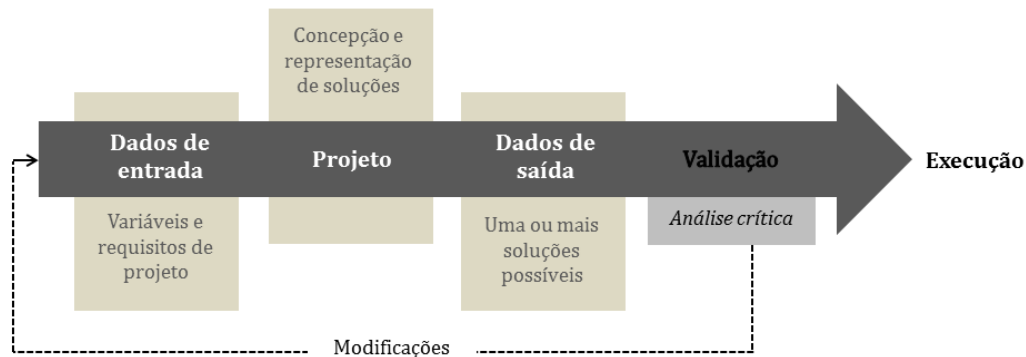 Concepção e
representação
de soluções
Dados de
entrada
Projeto
Dados de
saída
Validação
Execução
Variáveis e
requisitos de
projeto
Uma ou mais
soluções
possíveis
Análise crítica
Modificações